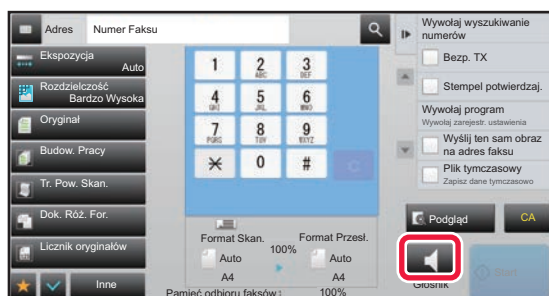 Adres
Numer Faksu
Ekspozycja
Auto
Rozdzielczość
Bardzo Wysoka
Oryginał
Budow. Pracy
Tr. Pow. Skan.
Dok. Róż. For.
Licznik oryginałów
Inne
1
2
ABC
3
DEF
4
GHI
5
JKL
6
MNO
7
PQRS
8
TUV
9
WXYZ
0
#
C
Format Skan.
100%
Format Przesł.
Auto
Auto
A4
A4
Pamięć odbioru faksów:
100%
Wywołaj wyszukiwanie
numerów
Bezp. TX
Stempel potwierdzaj.
Wywołaj program
Wywołaj zarejestr. ustawienia
Wyślij ten sam obraz
na adres faksu
Plik tymczasowy
Zapisz dane tymczasowo
Podgląd
CA
Głośnik
Start